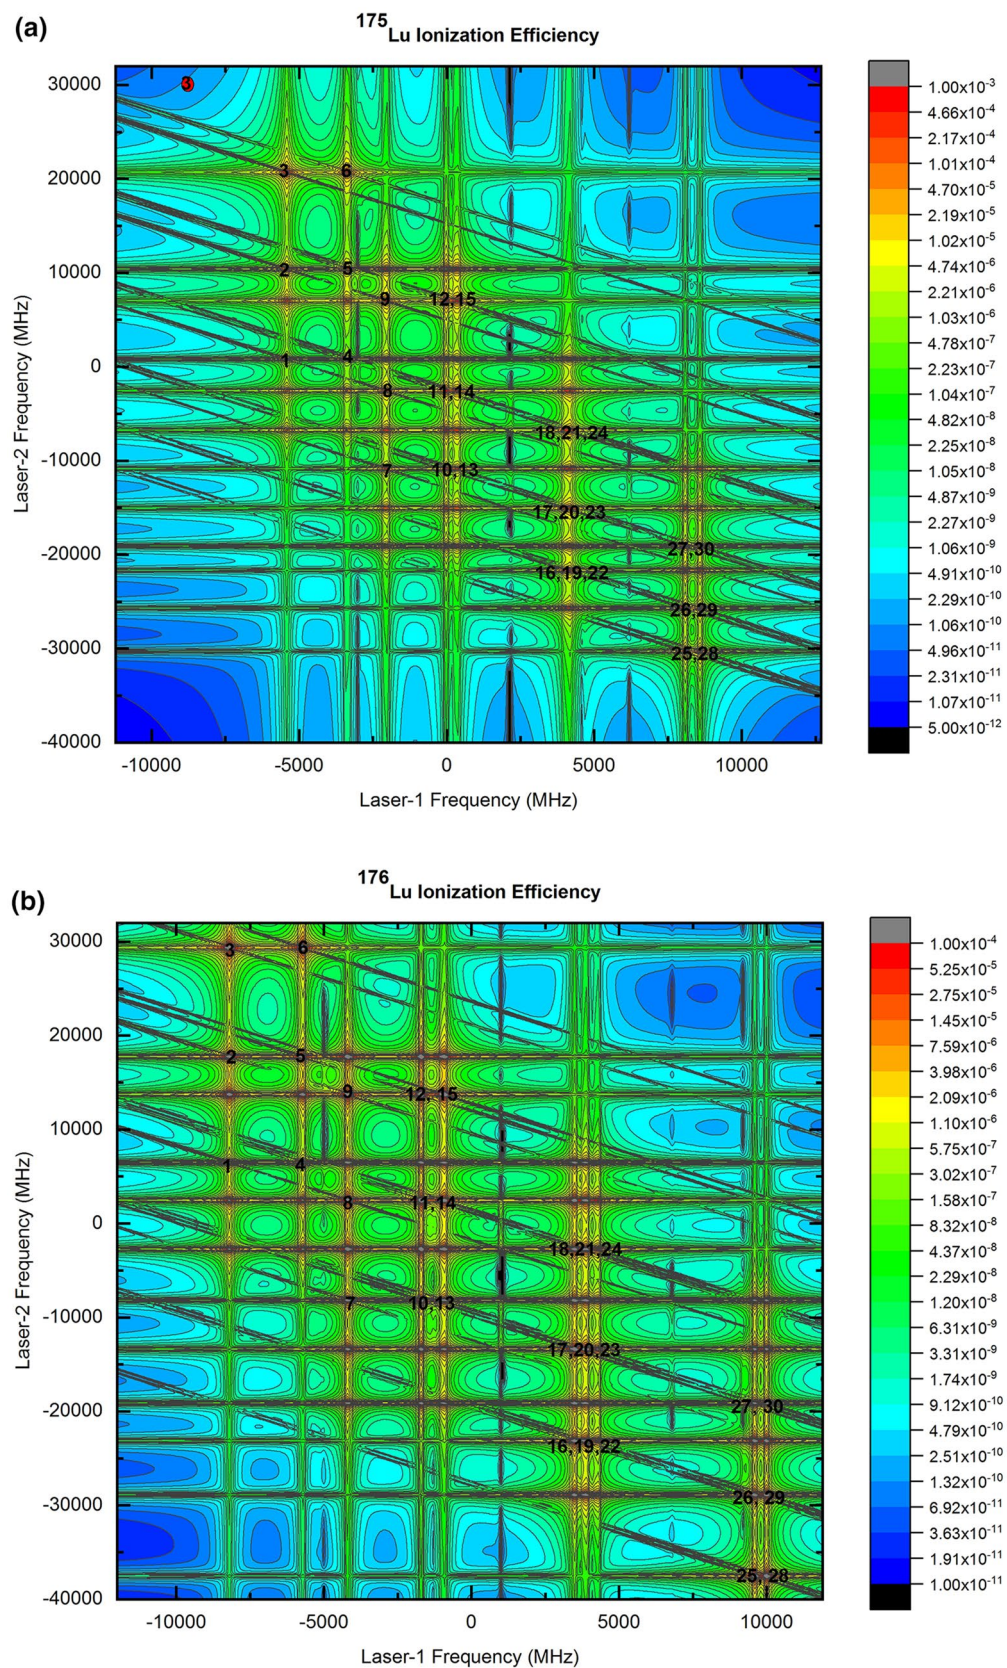 (a)
175Lu Ionization Efficiency
Laser-2 Frequency (MHz)
30000
20000
10000
0
-10000
-20000
-30000
-40000
3
3 6
2 5
9 12,15
1 4
8 11,14
18,21,24
7 10,13
17,20,23
27,30
16,19,22
26,29
25,28
-10000 -5000 0 5000 10000
Laser-1 Frequency (MHz)
1.00x10-3
4.66x10-4
2.17x10-4
1.01x10-4
4.70x10-5
2.19x10-5
1.02x10-5
4.74x10-6
2.21x10-6
1.03x10-6
4.78x10-7
2.23x10-7
1.04x10-7
4.82x10-8
2.25x10-8
1.05x10-8
4.87x10-9
2.27x10-9
1.06x10-9
4.91x10-10
2.29x10-10
1.06x10-10
4.96x10-11
2.31x10-11
1.07x10-11
5.00x10-12
(b)
176Lu Ionization Efficiency
Laser-2 Frequency (MHz)
30000
20000
10000
0
-10000
-20000
-30000
-40000
3 6
2 5
9 12, 15
1 4
8 11,14
18,21,24
7 10,13
17,20,23
27, 30
16,19,22
26, 29
25, 28
-10000 -5000 0 5000 10000
Laser-1 Frequency (MHz)
1.00x10-4
5.25x10-5
2.75x10-5
1.45x10-5
7.59x10-6
3.98x10-6
2.09x10-6
1.10x10-6
5.75x10-7
3.02x10-7
1.58x10-7
8.32x10-8
4.37x10-8
2.29x10-8
1.20x10-8
6.31x10-9
3.31x10-9
1.74x10-9
9.12x10-10
4.79x10-10
2.51x10-10
1.32x10-10
6.92x10-11
3.63x10-11
1.91x10-11
1.00x10-11